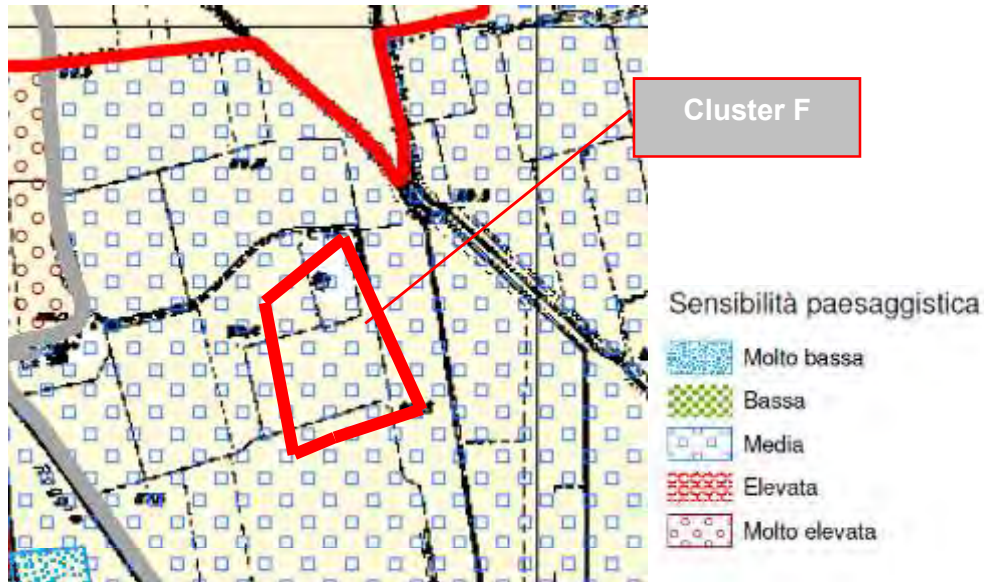 Cluster F
Sensibilità paesaggistica
Molto bassa
Bassa
Media
Elevata
Molto elevata